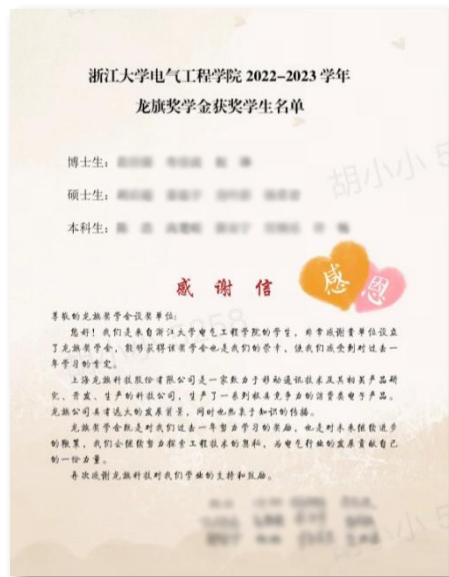 浙江大学电气工程学院 2022-2023 学年
龙旗奖学金获奖学生名单
博士生：
硕士生：
本科生：
胡小小 5
感恩
感谢信
尊敬的龙旗奖学金设奖单位：
您好！我们是来自浙江大学电气工程学院的学生，非常感谢贵单位设立
了龙旗奖学金，能够获得该奖学金也是我们的荣幸，使我们感受到对过去一
年学习的肯定。
上海龙旗科技股份有限公司是一家致力于移动通讯技术及其相关产品研
究、开发、生产的科技公司，生产了一系列极具竞争力的消费类电子产品。
龙旗公司具有远大的发展前景，同时也热衷于知识的传播。
龙旗奖学金既是对我们过去一年努力学习的奖励，也是对未来继续进步
的鞭策，我们会继续努力探索工程技术的奥秘，为电气行业的发展贡献自己
的一份力量。
再次感谢龙旗科技对我们学业的支持和鼓励。
胡小小 5